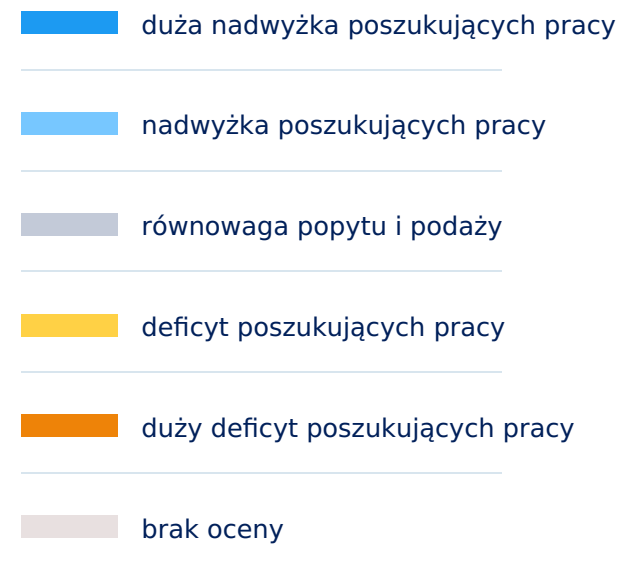 duża nadwyżka poszukujących pracy
nadwyżka poszukujących pracy
równowaga popytu i podaży
deficyt poszukujących pracy
duży deficyt poszukujących pracy
brak oceny